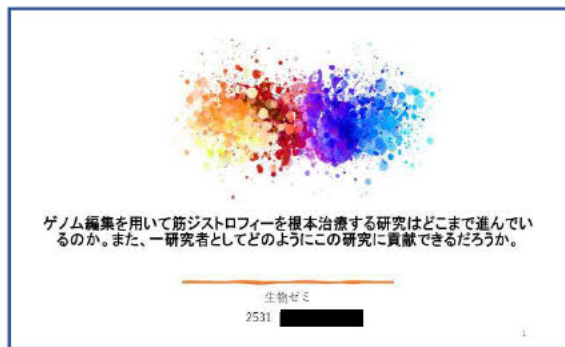 ゲノム編集を用いて筋ジストロフィーを根本治療する研究はどこまで進んでい
るのか。また、一研究者としてどのようにこの研究に貢献できるだろうか。
生物ゼミ
2531
1